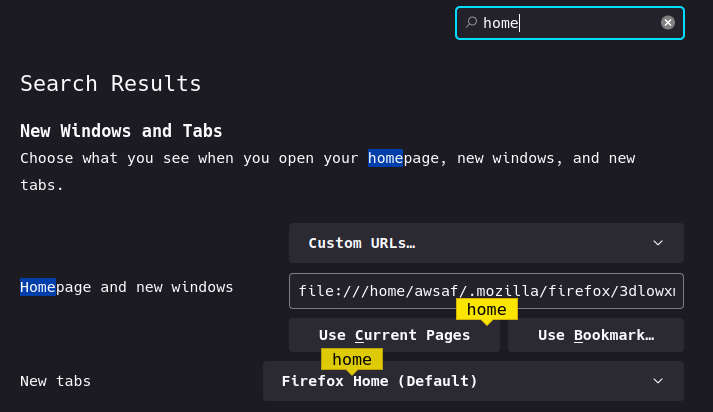 home
Search Results
New Windows and Tabs
Choose what you see when you open your homepage, new windows, and new
tabs.
Custom URLs…
Homepage and new windows
file:///home/awsaf/.mozilla/firefox/3dlowx
home
Use Current Pages
Use Bookmark…
home
New tabs
Firefox Home (Default)